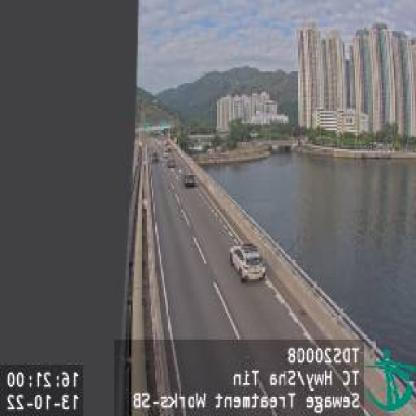 TDS20008
TC Hwy/Sha Tin
Sewage Treatment Works-SB
13-10-22
16:21:00